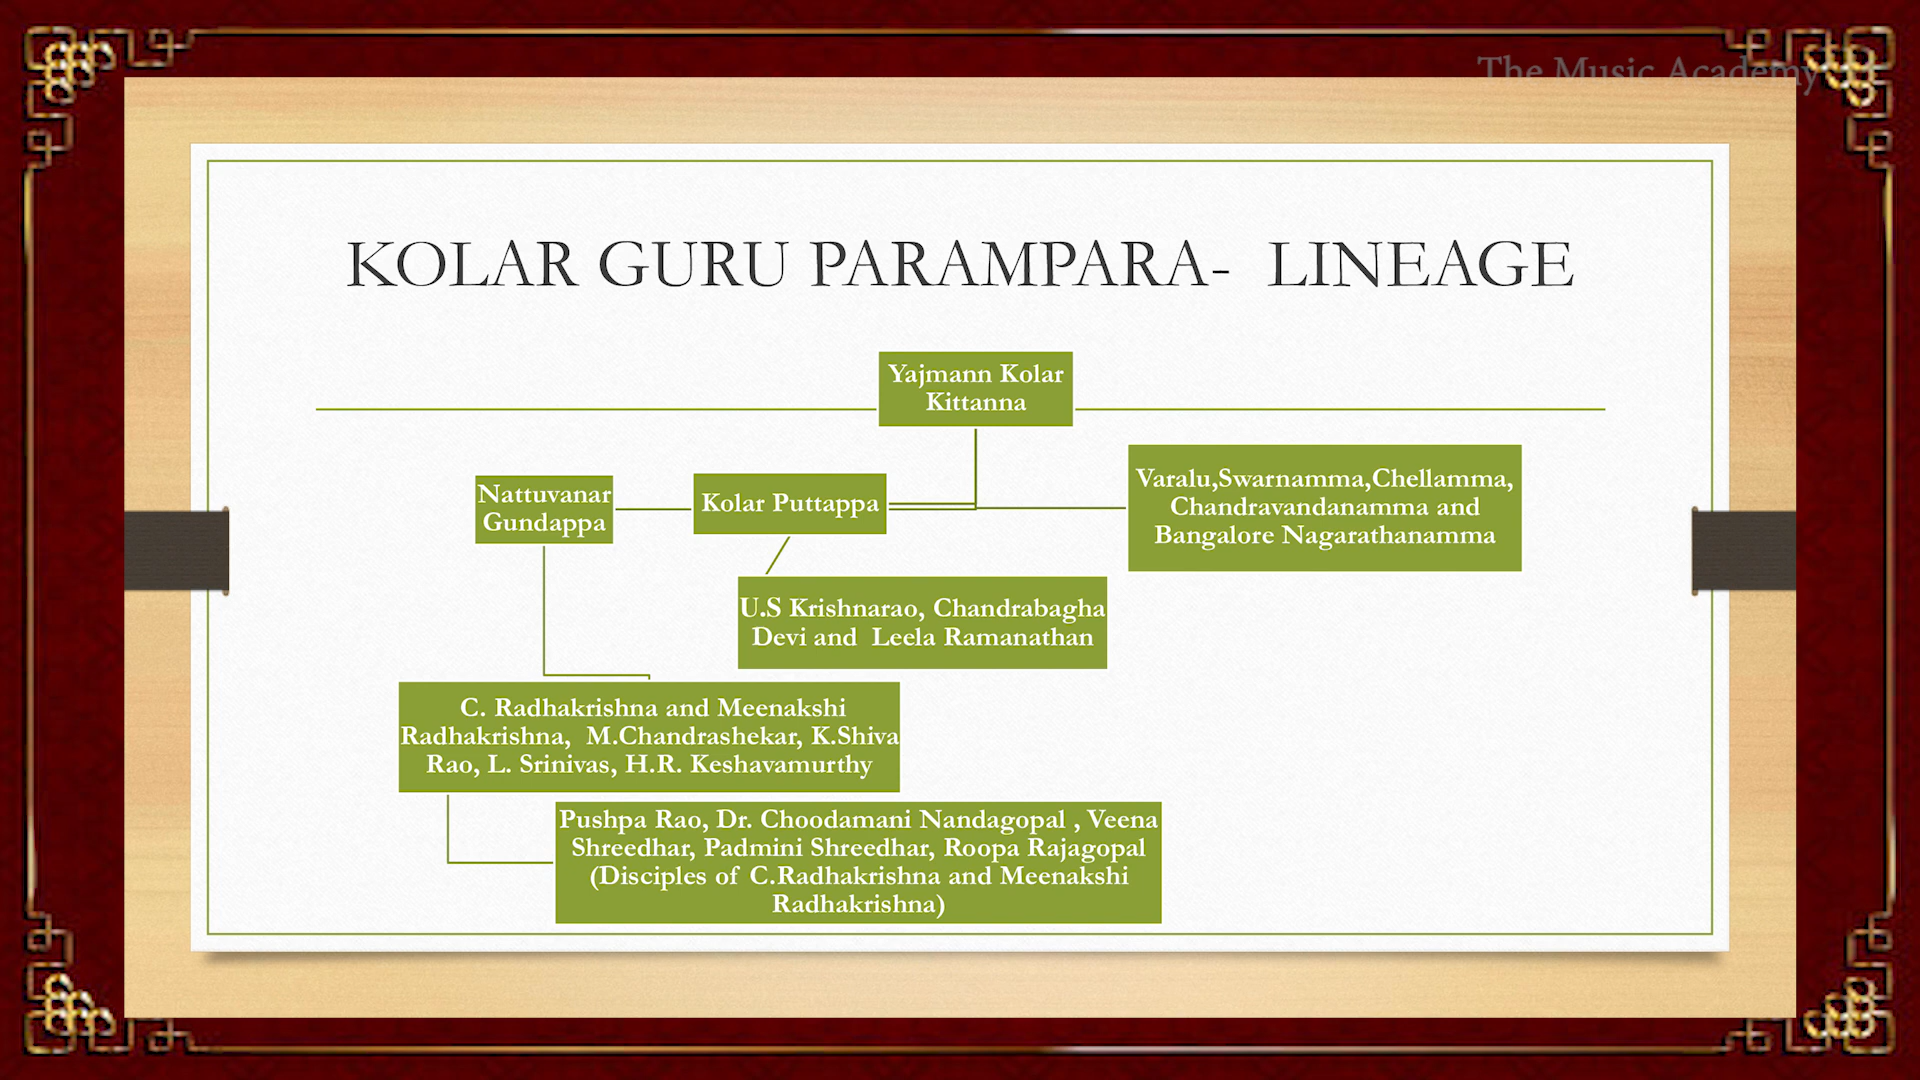 The Music Academy
KOLAR GURU PARAMPARA- LINEAGE
Yajmann Kolar
Kittanna
Nattuvanar
Gundappa
Kolar Puttappa
Varalu,Swarnamma,Chellamma,
Chandravandanamma and
Bangalore Nagarathanamma
U.S Krishnarao, Chandrabagha
Devi and Leela Ramanathan
C. Radhakrishna and Meenakshi
Radhakrishna, M.Chandrashekar, K.Shiva
Rao, L. Srinivas, H.R. Keshavamurthy
Pushpa Rao, Dr. Choodamani Nandagopal , Veena
Shreedhar, Padmini Shreedhar, Roopa Rajagopal
(Disciples of C.Radhakrishna and Meenakshi
Radhakrishna)